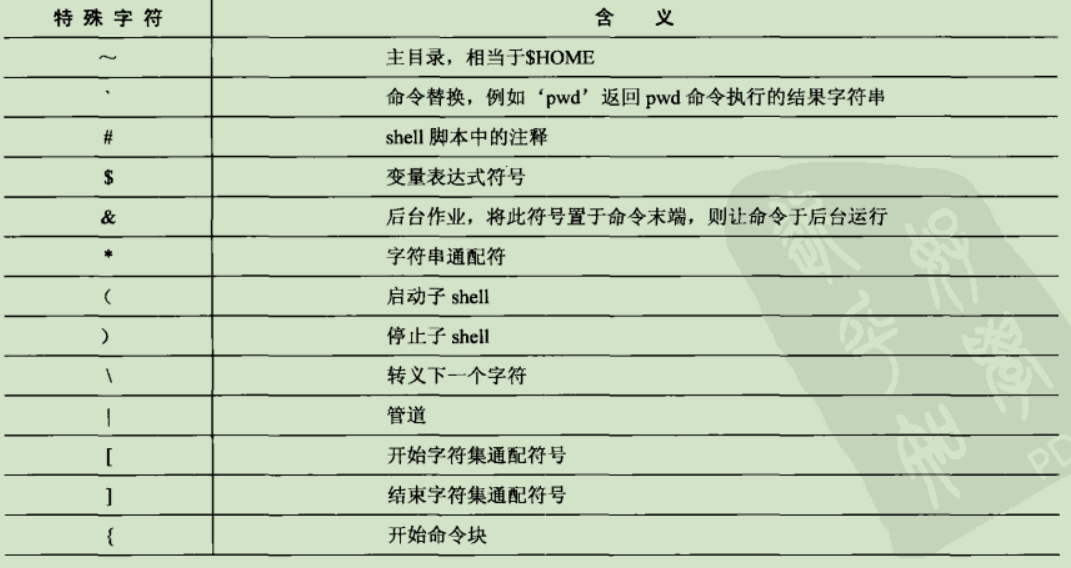 特殊字符 含义
~ 主目录，相当于$HOME
` 命令替换，例如‘pwd’返回 pwd 命令执行的结果字符串
# shell 脚本中的注释
$ 变量表达式符号
& 后台作业，将此符号置于命令末端，则让命令于后台运行
* 字符串通配符
( 启动子 shell
) 停止子 shell
\ 转义下一个字符
| 管道
[ 开始字符集通配符号
] 结束字符集通配符号
{ 开始命令块
PD